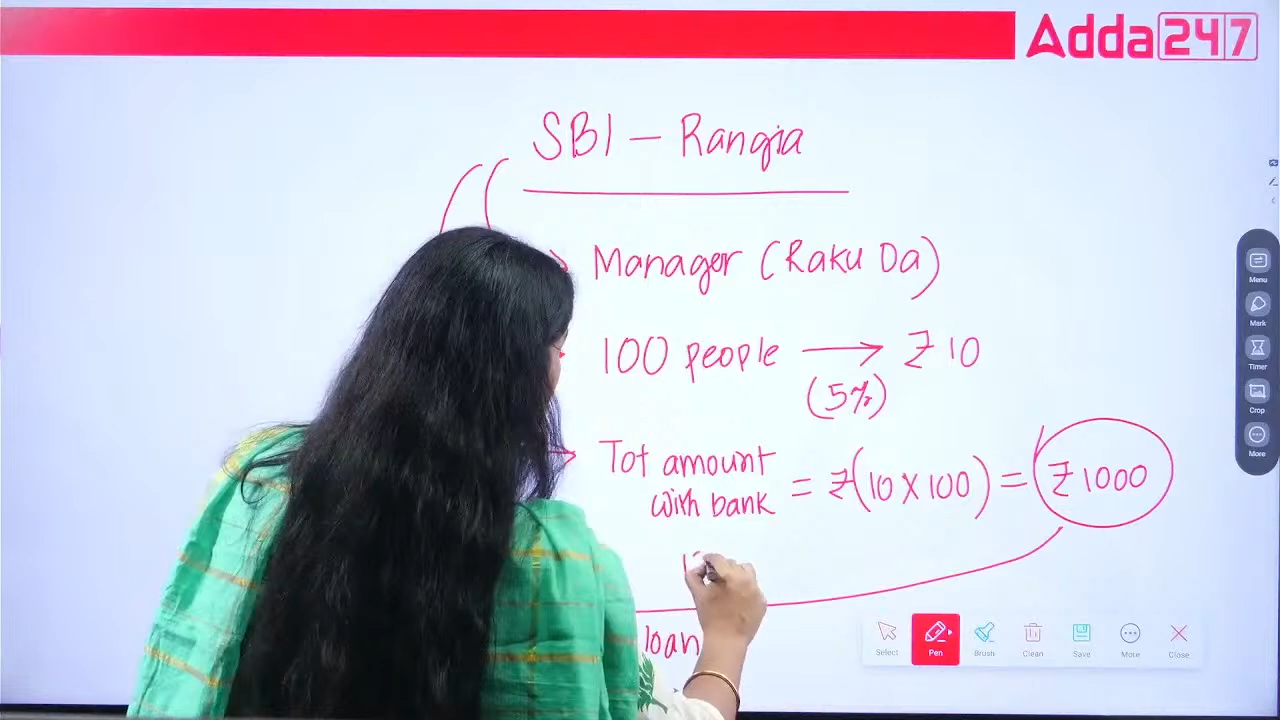 Adda247
SBI – Rangia
Manager (Raku Da)
100 people → ₹10
(5%)
Tot amount
with bank = ₹(10 × 100) = ₹1000
loan
Menu
Mark
Timer
Crop
More
Select
Pen
Brush
Clean
Save
More
Close